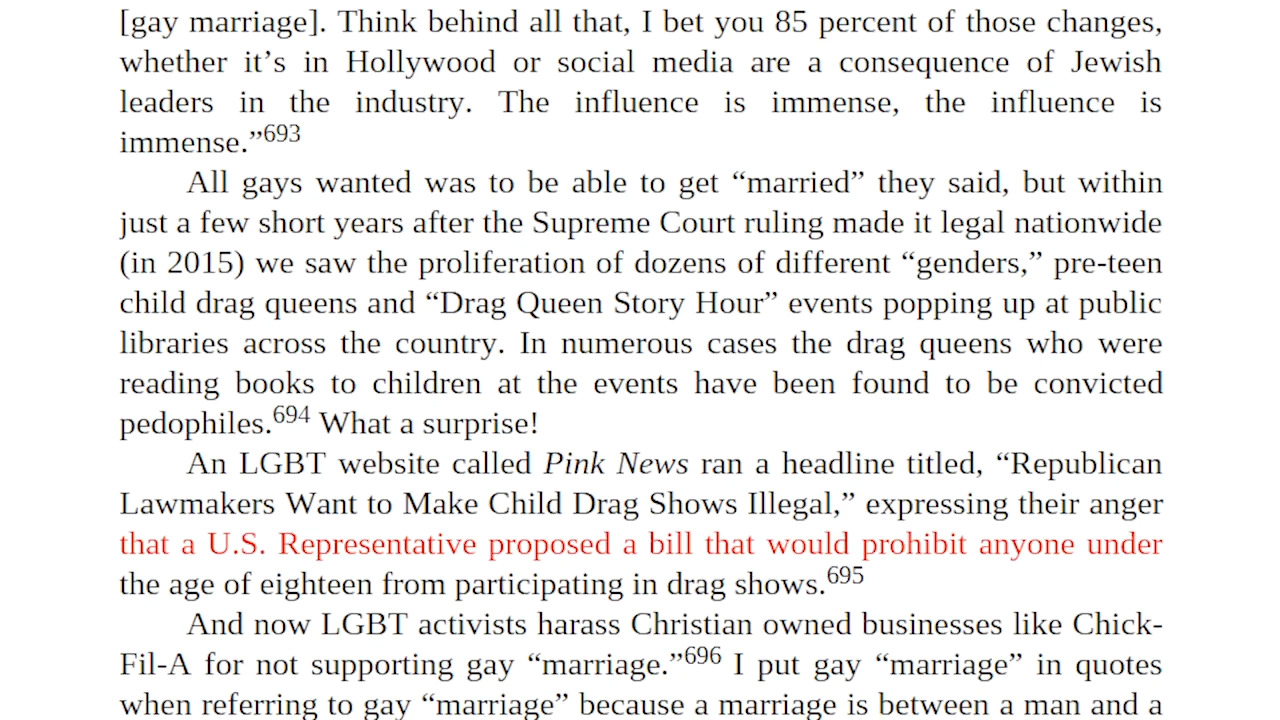 [gay marriage]. Think behind all that, I bet you 85 percent of those changes,
whether it’s in Hollywood or social media are a consequence of Jewish
leaders in the industry. The influence is immense, the influence is
immense.”693
All gays wanted was to be able to get “married” they said, but within
just a few short years after the Supreme Court ruling made it legal nationwide
(in 2015) we saw the proliferation of dozens of different “genders,” pre-teen
child drag queens and “Drag Queen Story Hour” events popping up at public
libraries across the country. In numerous cases the drag queens who were
reading books to children at the events have been found to be convicted
pedophiles.694 What a surprise!
An LGBT website called Pink News ran a headline titled, “Republican
Lawmakers Want to Make Child Drag Shows Illegal,” expressing their anger
that a U.S. Representative proposed a bill that would prohibit anyone under
the age of eighteen from participating in drag shows.695
And now LGBT activists harass Christian owned businesses like Chick-
Fil-A for not supporting gay “marriage.”696 I put gay “marriage” in quotes
when referring to gay “marriage” because a marriage is between a man and a